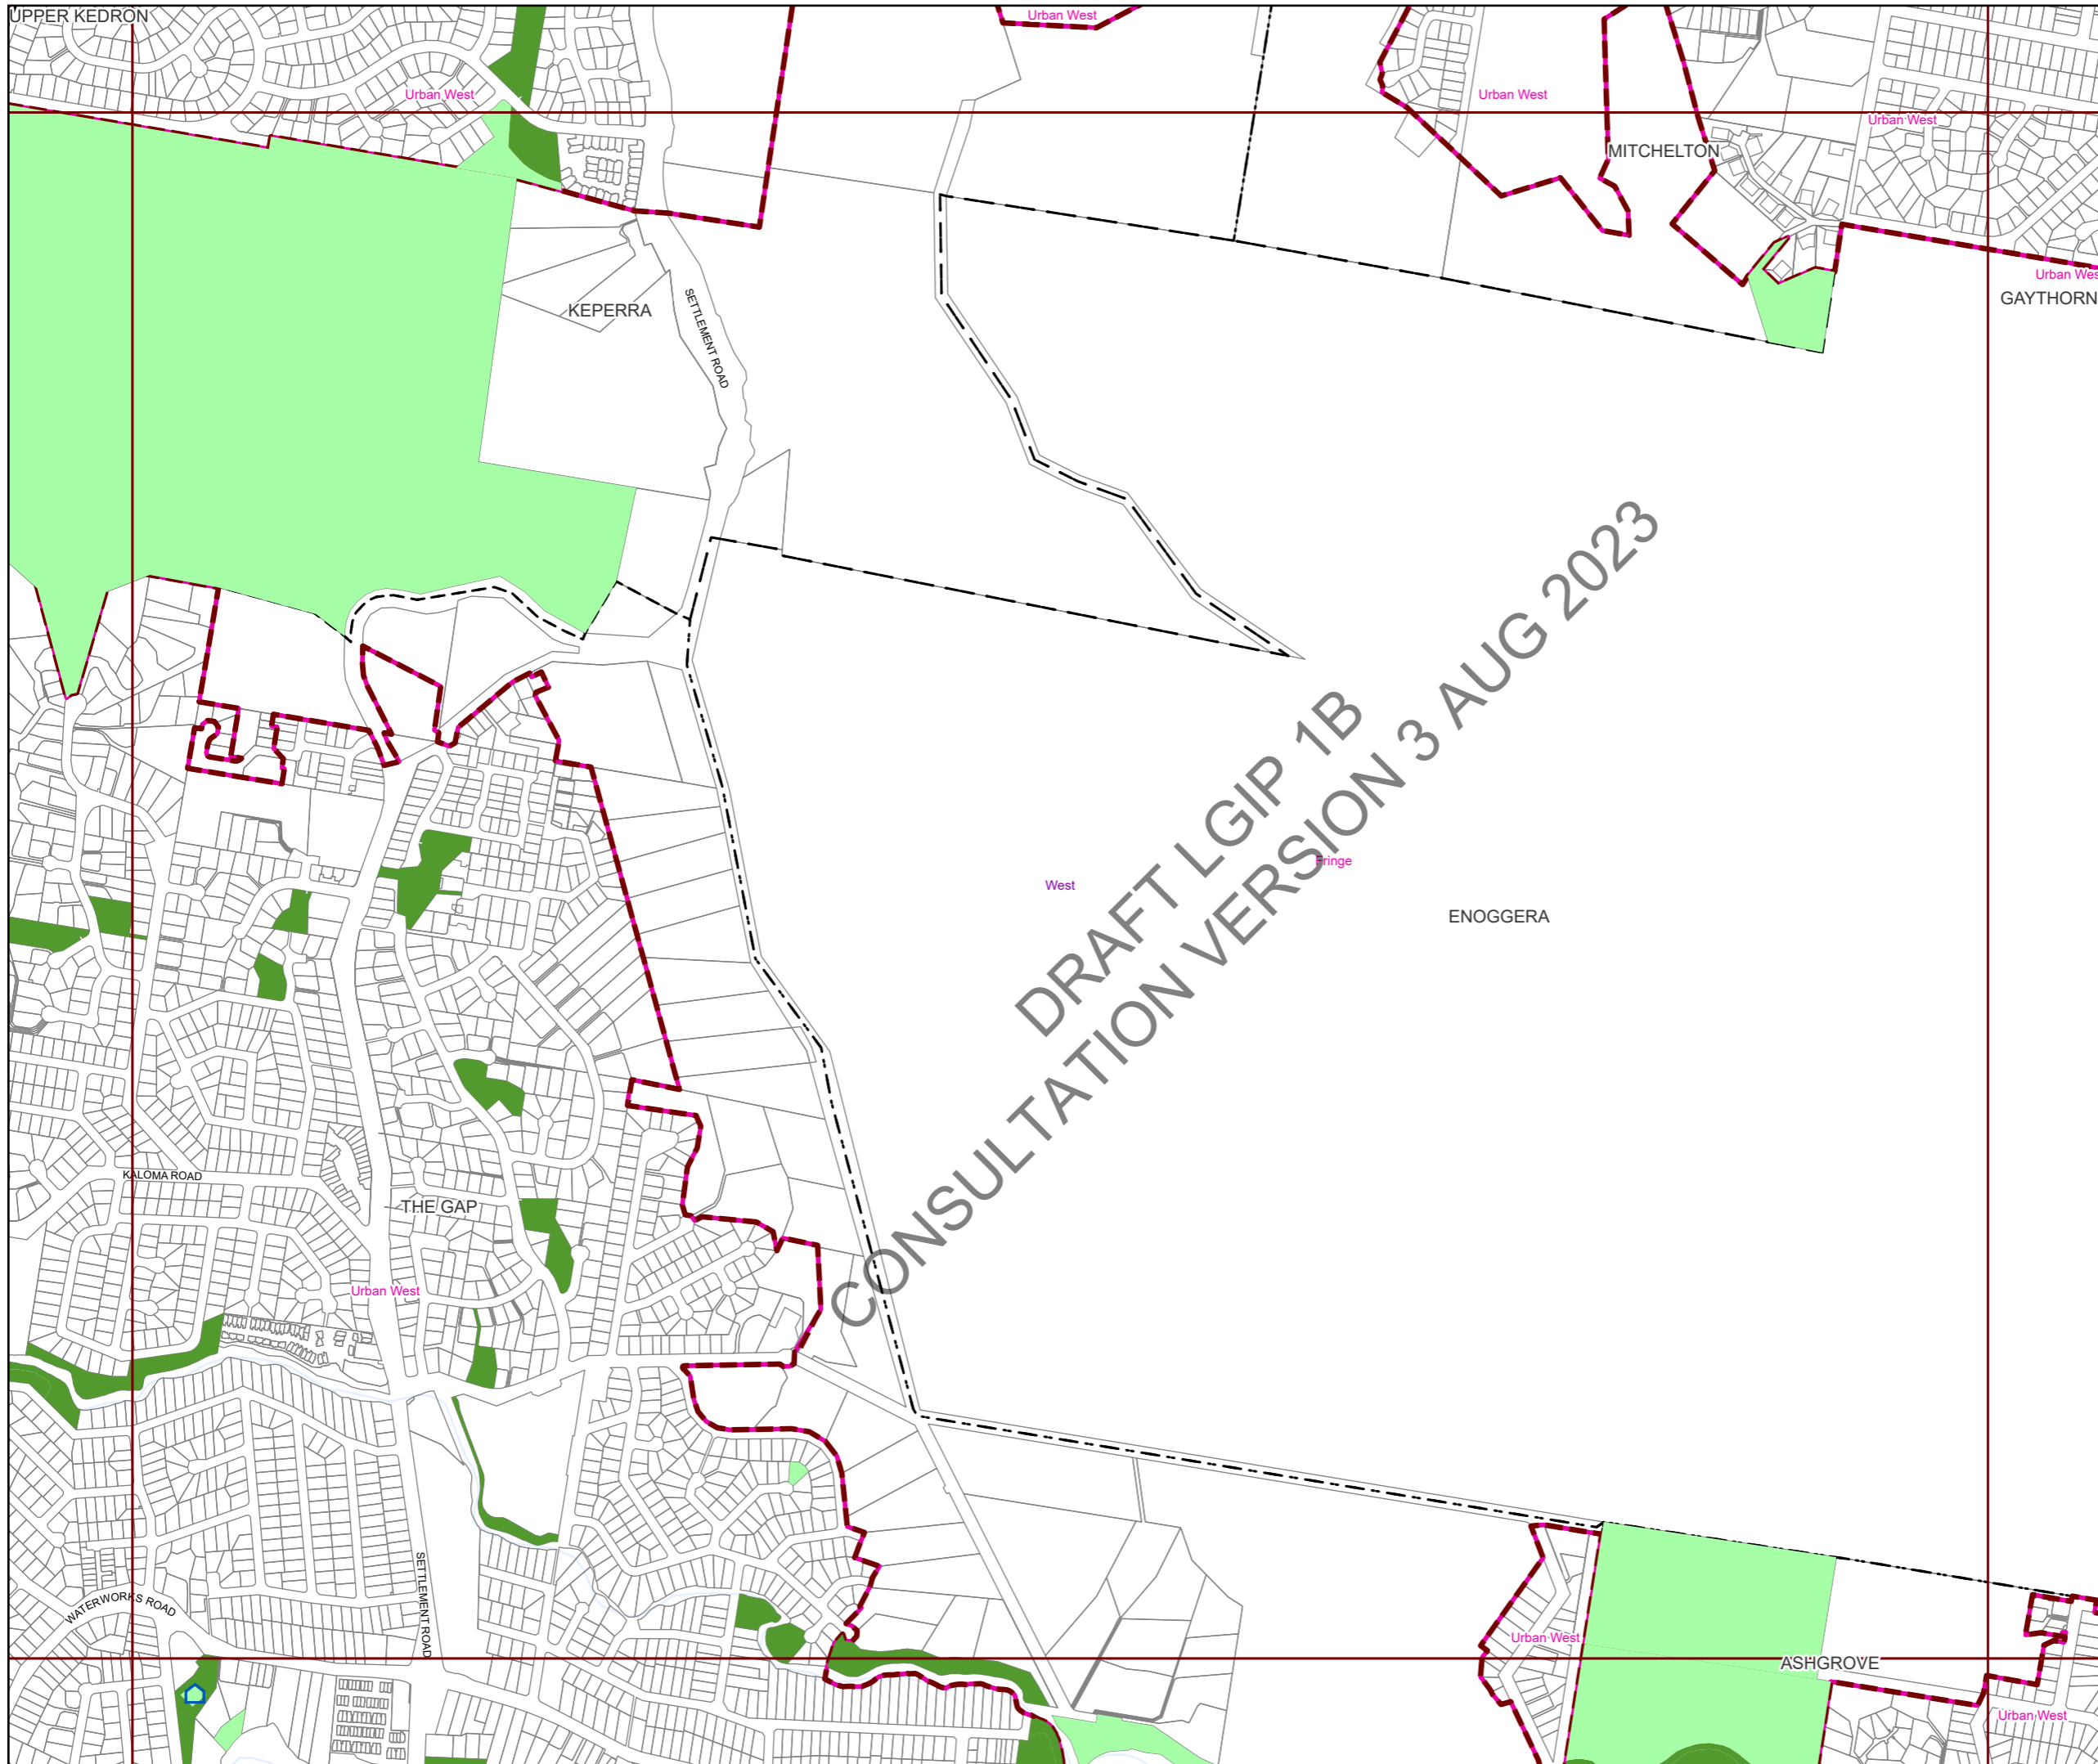 UPPER KEDRON
Urban West
Urban West
Urban West
Urban West
MITCHELTON
Urban Wes
GAYTHORN
KEPERRA
SETTLEMENT ROAD
DRAFT LGIP 1B
CONSULTATION VERSION 3 AUG 2023
Fringe
West
ENOGGERA
KALOMA ROAD
THE GAP
Urban West
SETTLEMENT ROAD
WATERWORKS ROAD
Urban West
ASHGROVE
Urban West